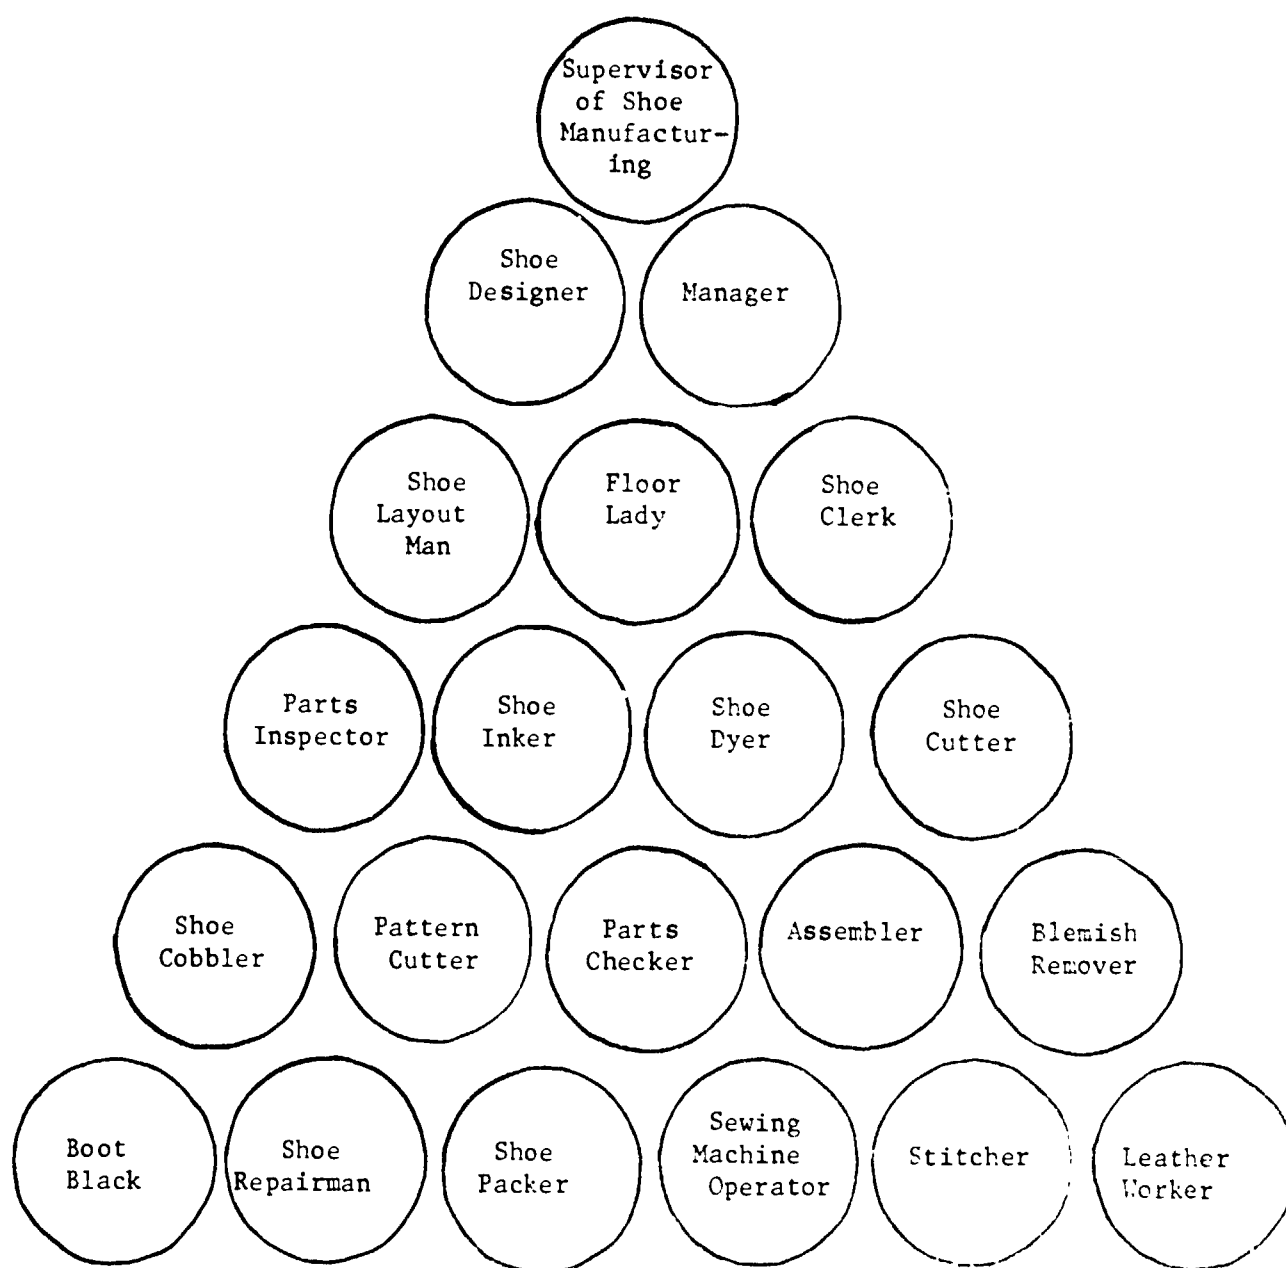 Supervisor
of Shoe
Manufactur-
ing
Shoe
Designer
Manager
Shoe
Layout
Man
Floor
Lady
Shoe
Clerk
Parts
Inspector
Shoe
Inker
Shoe
Dyer
Shoe
Cutter
Shoe
Cobbler
Pattern
Cutter
Parts
Checker
Assembler
Blemish
Remover
Boot
Black
Shoe
Repairman
Shoe
Packer
Sewing
Machine
Operator
Stitcher
Leather
Worker